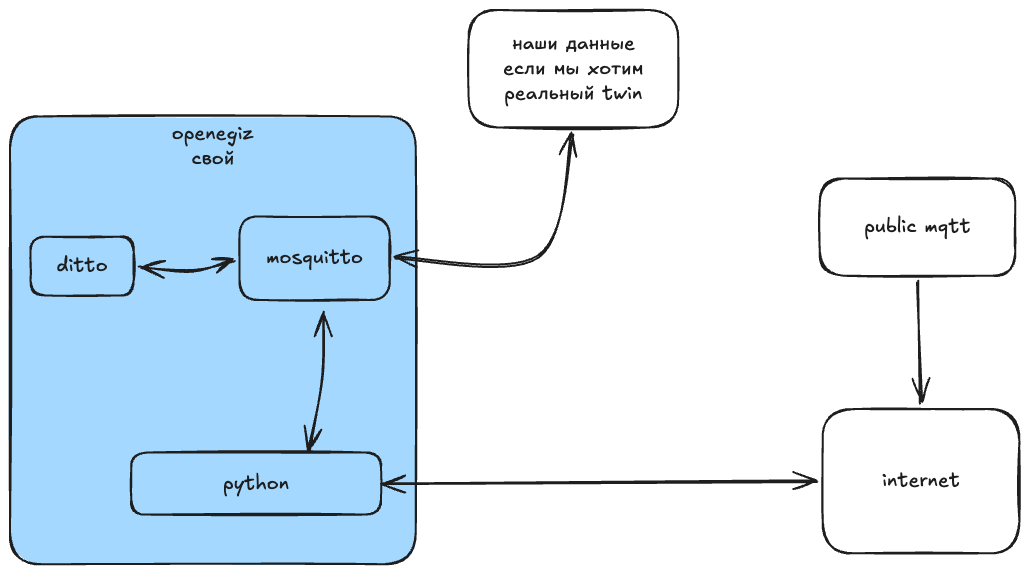 наши данные
если мы хотим
реальный twin
openegiz
свой
public mqtt
ditto
mosquitto
python
internet